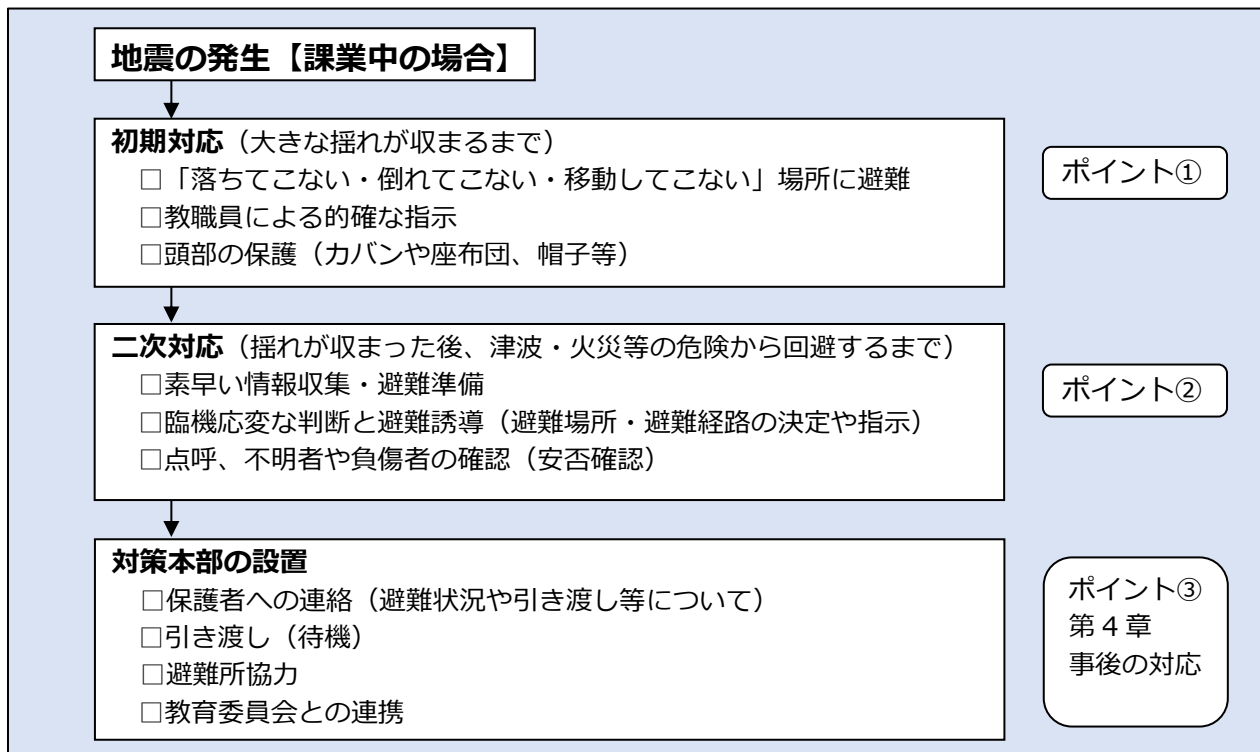 地震の発生【課業中の場合】
初期対応（大きな揺れが収まるまで）
□「落ちてこない・倒れてこない・移動してこない」場所に避難
□教職員による的確な指示
□頭部の保護（カバンや座布団、帽子等）
ポイント①
二次対応（揺れが収まった後、津波・火災等の危険から回避するまで）
□素早い情報収集・避難準備
□臨機応変な判断と避難誘導（避難場所・避難経路の決定や指示）
□点呼、不明者や負傷者の確認（安否確認）
ポイント②
対策本部の設置
□保護者への連絡（避難状況や引き渡し等について）
□引き渡し（待機）
□避難所協力
□教育委員会との連携
ポイント③
第４章
事後の対応